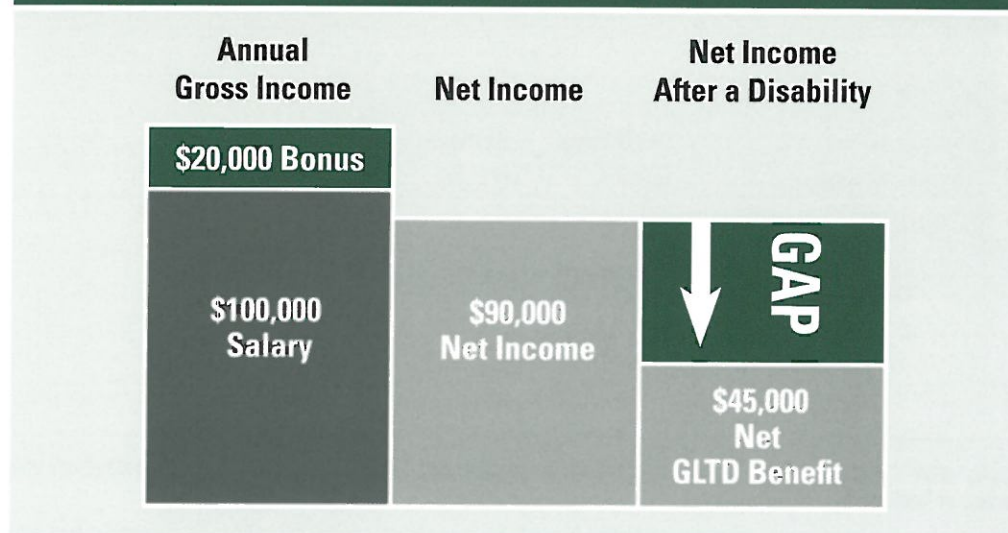 Annual
Gross Income
Net Income
Net Income
After a Disability
$20,000 Bonus
$100,000
Salary
$90,000
Net Income
GAP
$45,000
Net
GLTD Benefit